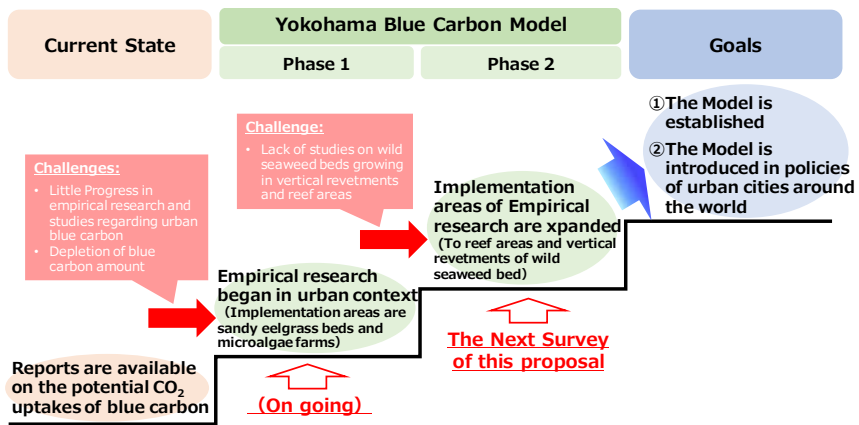 Current State
Yokohama Blue Carbon Model
Phase 1
Phase 2
Goals
Challenges:
• Little Progress in
empirical research and
studies regarding urban
blue carbon
• Depletion of blue
carbon amount
Challenge:
• Lack of studies on wild
seaweed beds growing
in vertical revetments
and reef areas
①The Model is
established
②The Model is
introduced in policies
of urban cities around
the world
Implementation
areas of Empirical
research are xpanded
(To reef areas and vertical
revetments of wild
seaweed bed)
Empirical research
began in urban context
(Implementation areas are
sandy eelgrass beds and
microalgae farms)
Reports are available
on the potential CO₂
uptakes of blue carbon
(On going)
The Next Survey
of this proposal